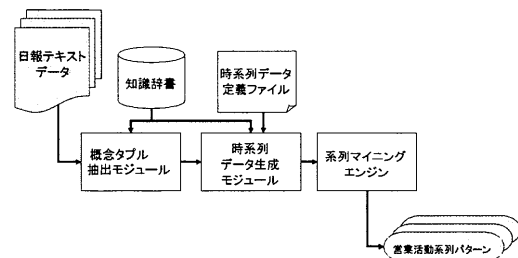 日報テキスト
データ
知識辞書
時系列データ
定義ファイル
概念タプル
抽出モジュール
時系列
データ生成
モジュール
系列マイニング
エンジン
営業活動系列パターン